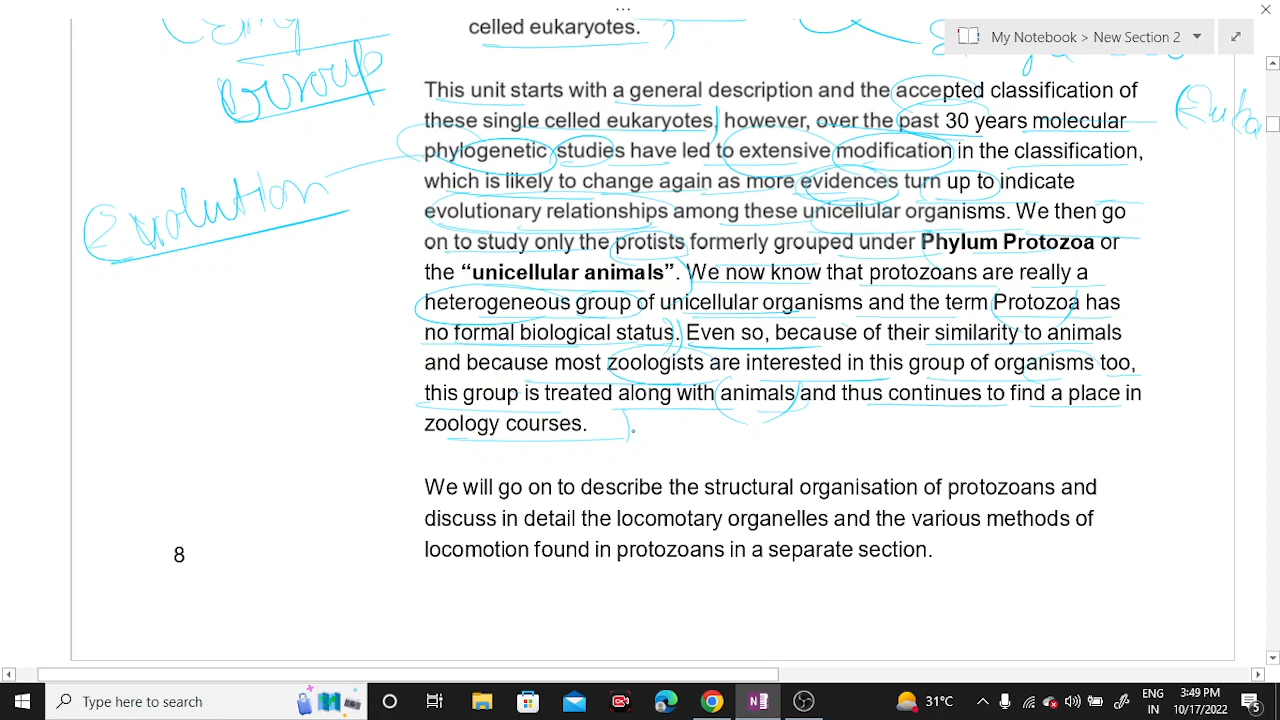 celled eukaryotes.
My Notebook > New Section 2
Group
This unit starts with a general description and the accepted classification of
these single celled eukaryotes, however, over the past 30 years molecular
phylogenetic studies have led to extensive modification in the classification,
which is likely to change again as more evidences turn up to indicate
Evolution
evolutionary relationships among these unicellular organisms. We then go
on to study only the protists formerly grouped under Phylum Protozoa or
the “unicellular animals”. We now know that protozoans are really a
heterogeneous group of unicellular organisms and the term Protozoa has
no formal biological status. Even so, because of their similarity to animals
and because most zoologists are interested in this group of organisms too,
this group is treated along with animals and thus continues to find a place in
zoology courses.
We will go on to describe the structural organisation of protozoans and
discuss in detail the locomotary organelles and the various methods of
locomotion found in protozoans in a separate section.
8
Type here to search
31°C
ENG
IN
3:49 PM
10/17/2022
5